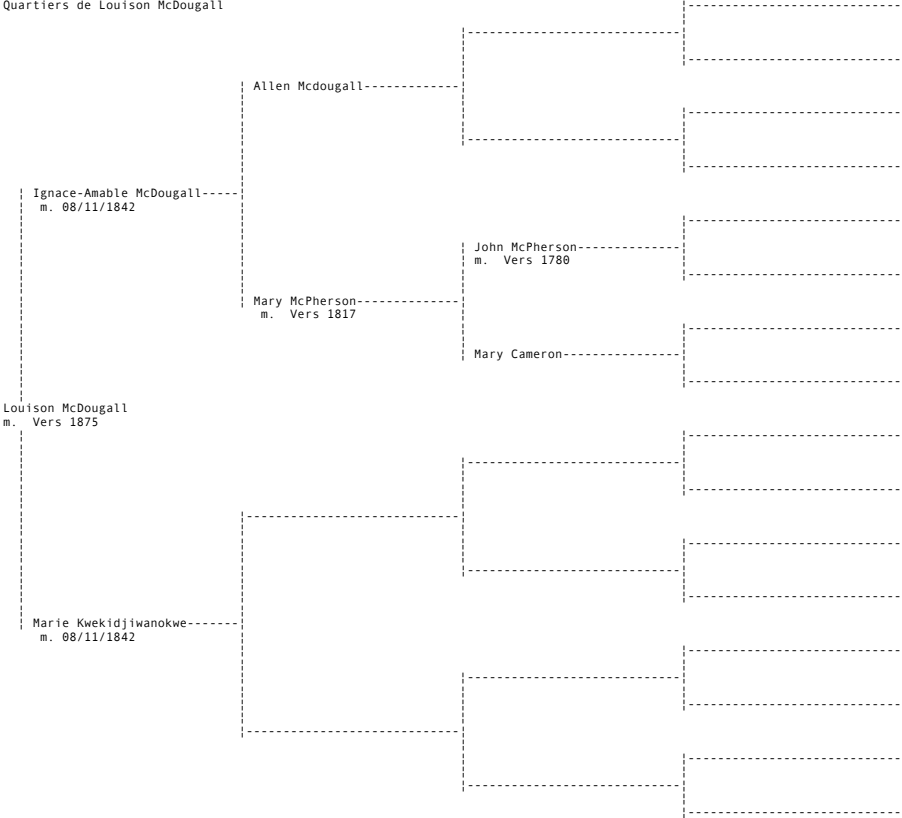 Quartiers de Louison McDougall
Allen Mcdougall
Ignace-Amable McDougall
m. 08/11/1842
John McPherson
m. Vers 1780
Mary McPherson
m. Vers 1817
Mary Cameron
Louison McDougall
m. Vers 1875
Marie Kwekidjiwanokwe
m. 08/11/1842